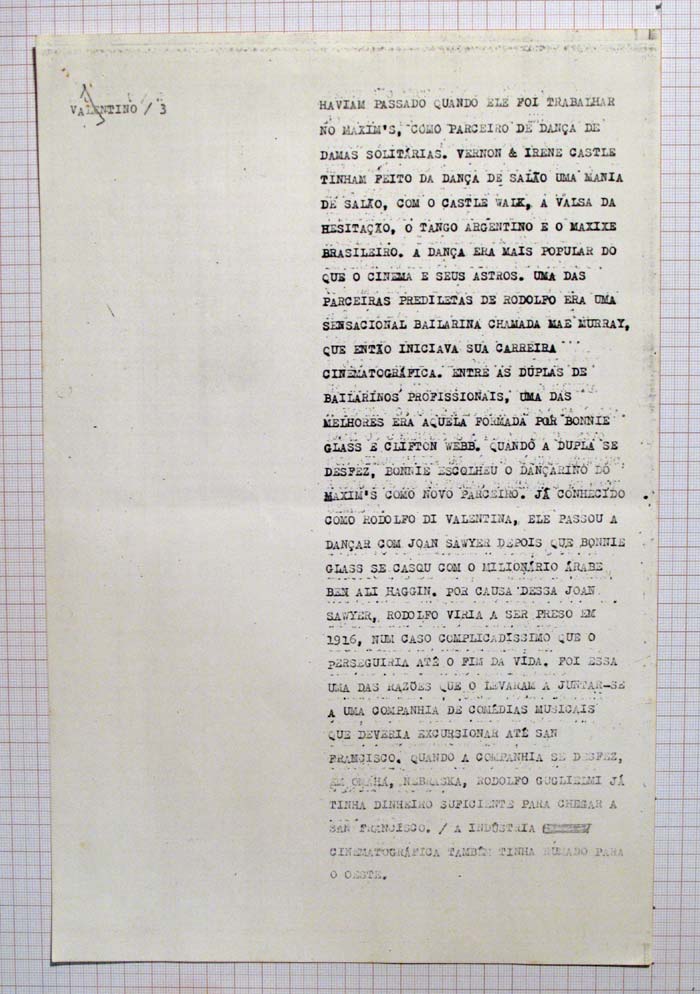 VALENTINO / 3
HAVIAM PASSADO QUANDO ELE FOI TRABALHAR
NO MAXIM'S, COMO PARCEIRO DE DANÇA DE
DAMAS SOLITÁRIAS. VERNON & IRENE CASTLE
TINHAM FEITO DA DANÇA DE SALÃO UMA MANIA
DE SALÃO, COM O CASTLE WALK, A VALSA DA
HESITAÇÃO, O TANGO ARGENTINO E O MAXIXE
BRASILEIRO. A DANÇA ERA MAIS POPULAR DO
QUE O CINEMA E SEUS ASTROS. UMA DAS
PARCEIRAS PREDILETAS DE RODOLFO ERA UMA
SENSACIONAL BAILARINA CHAMADA MAE MURRAY,
QUE ENTÃO INICIAVA SUA CARREIRA
CINEMATOGRÁFICA. ENTRE AS DUPLAS DE
BAILARINOS PROFISSIONAIS, UMA DAS
MELHORES ERA AQUELA FORMADA POR BONNIE
GLASS E CLIFTON WEBB. QUANDO A DUPLA SE
DESFEZ, BONNIE ESCOLHEU O DANÇARINO DO
MAXIM'S COMO NOVO PARCEIRO. JÁ CONHECIDO
COMO RODOLFO DI VALENTINA, ELE PASSOU A
DANÇAR COM JOAN SAWYER DEPOIS QUE BONNIE
GLASS SE CASQU COM O MILIONÁRIO ÁRABE
BEN ALI HAGGIN. POR CAUSA DESSA JOAN
SAWYER, RODOLFO VIRIA A SER PRESO EM
1916, NUM CASO COMPLICADÍSSIMO QUE O
PERSEGUIRIA ATÉ O FIM DA VIDA. FOI ESSA
UMA DAS RAZÕES QUE O LEVARAM A JUNTAR-SE
A UMA COMPANHIA DE COMÉDIAS MUSICAIS
QUE DEVERIA EXCURSIONAR ATÉ SAN
FRANCISCO. QUANDO A COMPANHIA SE DESFEZ,
EM OMAHÁ, NEBRASKA, RODOLFO GUGLIELMI JÁ
TINHA DINHEIRO SUFICIENTE PARA CHEGAR A
SAN FRANCISCO. / A INDÚSTRIA
CINEMATOGRÁFICA TAMBÉM TINHA RUMADO PARA
O OESTE.